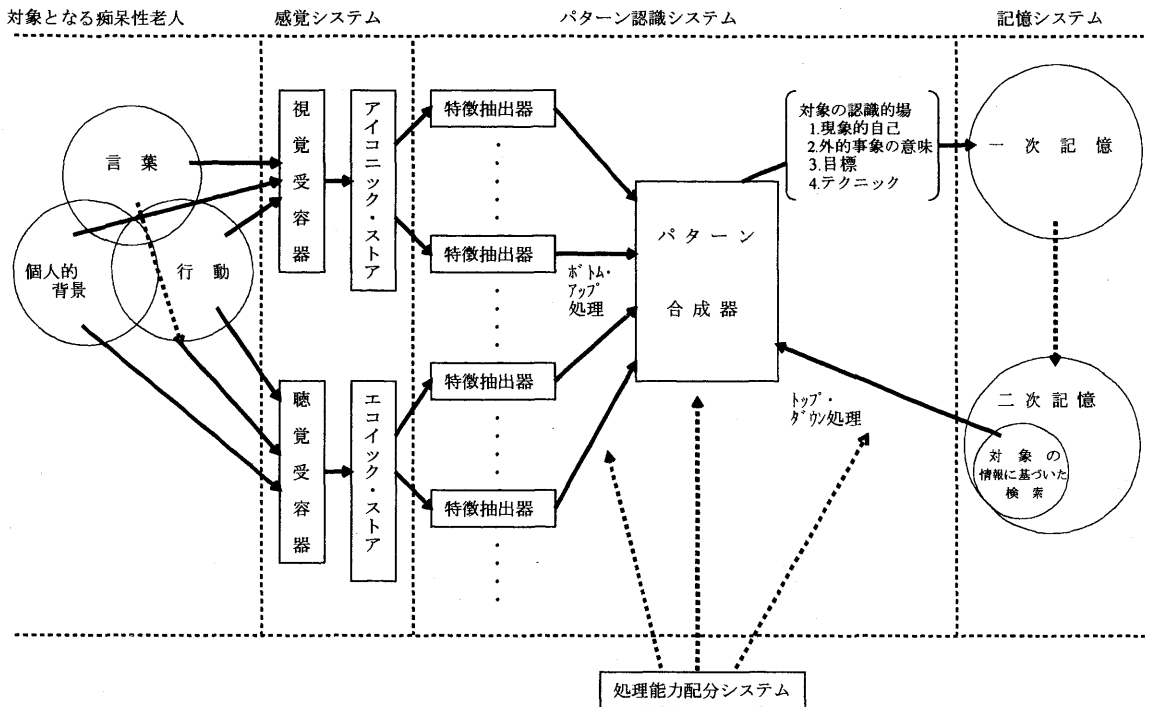 対象となる痴呆性老人
感覚システム
パターン認識システム
記憶システム
言葉
個人的
背景
行動
視覚受容器
アイコニック・ストア
聴覚受容器
エコイック・ストア
特徴抽出器
特徴抽出器
特徴抽出器
特徴抽出器
ボトム・
アップ
処理
パターン
合成器
対象の認識的場
1.現象的自己
2.外的事象の意味
3.目標
4.テクニック
一次記憶
二次記憶
対象の
情報に基づいた
検索
トップ・
ダウン処理
処理能力配分システム